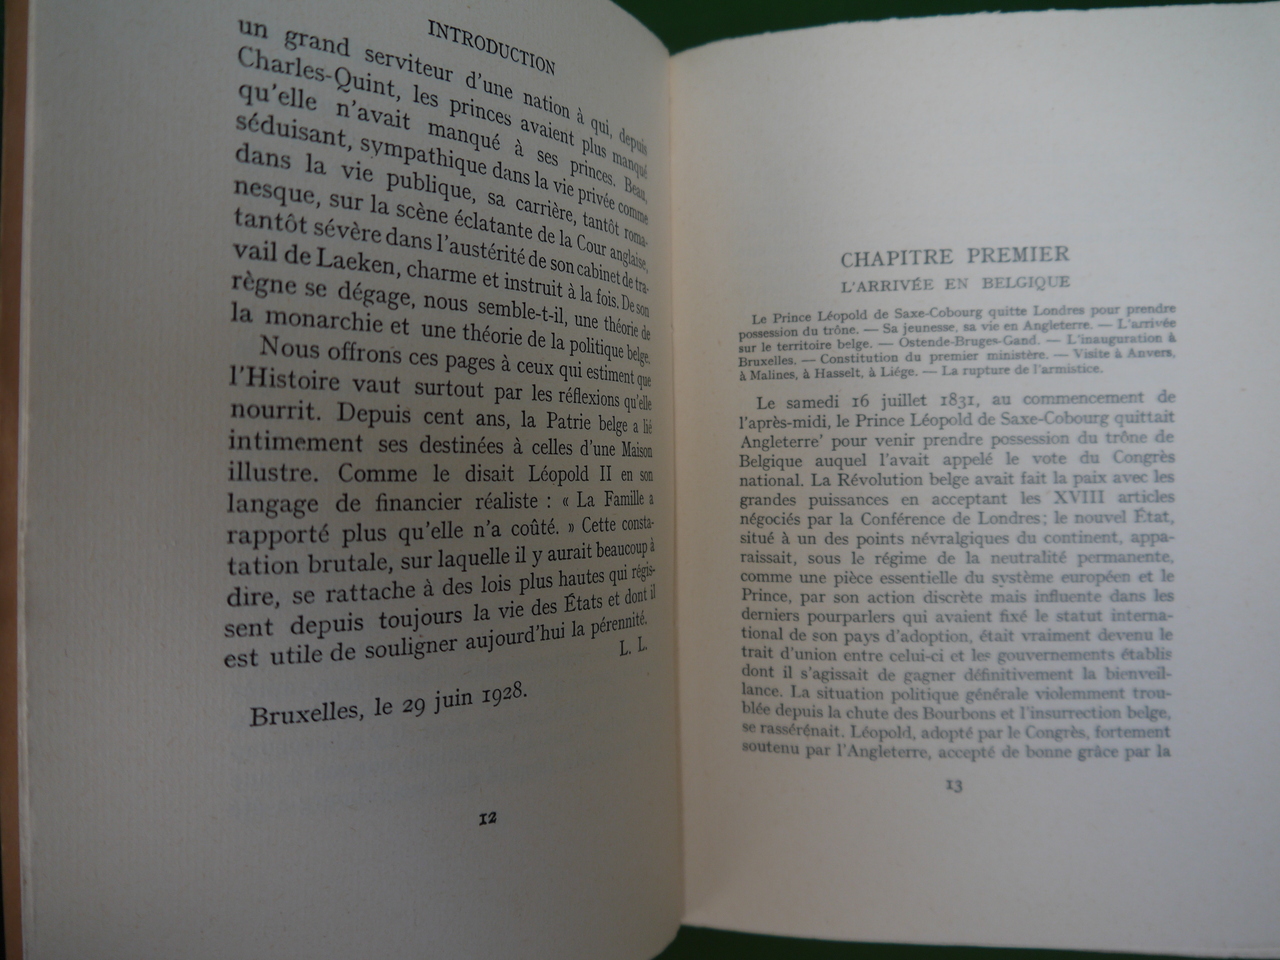 INTRODUCTION
un grand serviteur d'une nation à qui, depuis
Charles-Quint, les princes avaient plus manqué
qu'elle n'avait manqué à ses princes. Beau,
séduisant, sympathique dans la vie privée comme
dans la vie publique, sa carrière, tantôt roma-
nesque, sur la scène éclatante de la Cour anglaise,
tantôt sévère dans l'austérité de son cabinet de tra-
vail de Laeken, charme et instruit à la fois. De son
règne se dégage, nous semble-t-il, une théorie de
la monarchie et une théorie de la politique belge.
Nous offrons ces pages à ceux qui estiment que
l'Histoire vaut surtout par les réflexions qu'elle
nourrit. Depuis cent ans, la Patrie belge a lié
intimement ses destinées à celles d'une Maison
illustre. Comme le disait Léopold II en son
langage de financier réaliste : « La Famille a
rapporté plus qu'elle n'a coûté. » Cette consta-
tation brutale, sur laquelle il y aurait beaucoup à
dire, se rattache à des lois plus hautes qui régis-
sent depuis toujours la vie des États et dont il
est utile de souligner aujourd'hui la pérennité.
L. L.
Bruxelles, le 29 juin 1928.
12
CHAPITRE PREMIER
L'ARRIVÉE EN BELGIQUE
Le Prince Léopold de Saxe-Cobourg quitte Londres pour prendre
possession du trône. — Sa jeunesse, sa vie en Angleterre. — L'arrivée
sur le territoire belge. — Ostende-Bruges-Gand. — L'inauguration à
Bruxelles. — Constitution du premier ministère. — Visite à Anvers,
à Malines, à Hasselt, à Liége. — La rupture de l'armistice.
Le samedi 16 juillet 1831, au commencement de
l'après-midi, le Prince Léopold de Saxe-Cobourg quittait
Angleterre' pour venir prendre possession du trône de
Belgique auquel l'avait appelé le vote du Congrès
national. La Révolution belge avait fait la paix avec les
grandes puissances en acceptant les XVIII articles
négociés par la Conférence de Londres; le nouvel État,
situé à un des points névralgiques du continent, appa-
raissait, sous le régime de la neutralité permanente,
comme une pièce essentielle du système européen et le
Prince, par son action discrète mais influente dans les
derniers pourparlers qui avaient fixé le statut interna-
tional de son pays d'adoption, était vraiment devenu le
trait d'union entre celui-ci et les gouvernements établis
dont il s'agissait de gagner définitivement la bienveil-
lance. La situation politique générale violemment trou-
blée depuis la chute des Bourbons et l'insurrection belge,
se rassérénait. Léopold, adopté par le Congrès, fortement
soutenu par l'Angleterre, accepté de bonne grâce par la
13